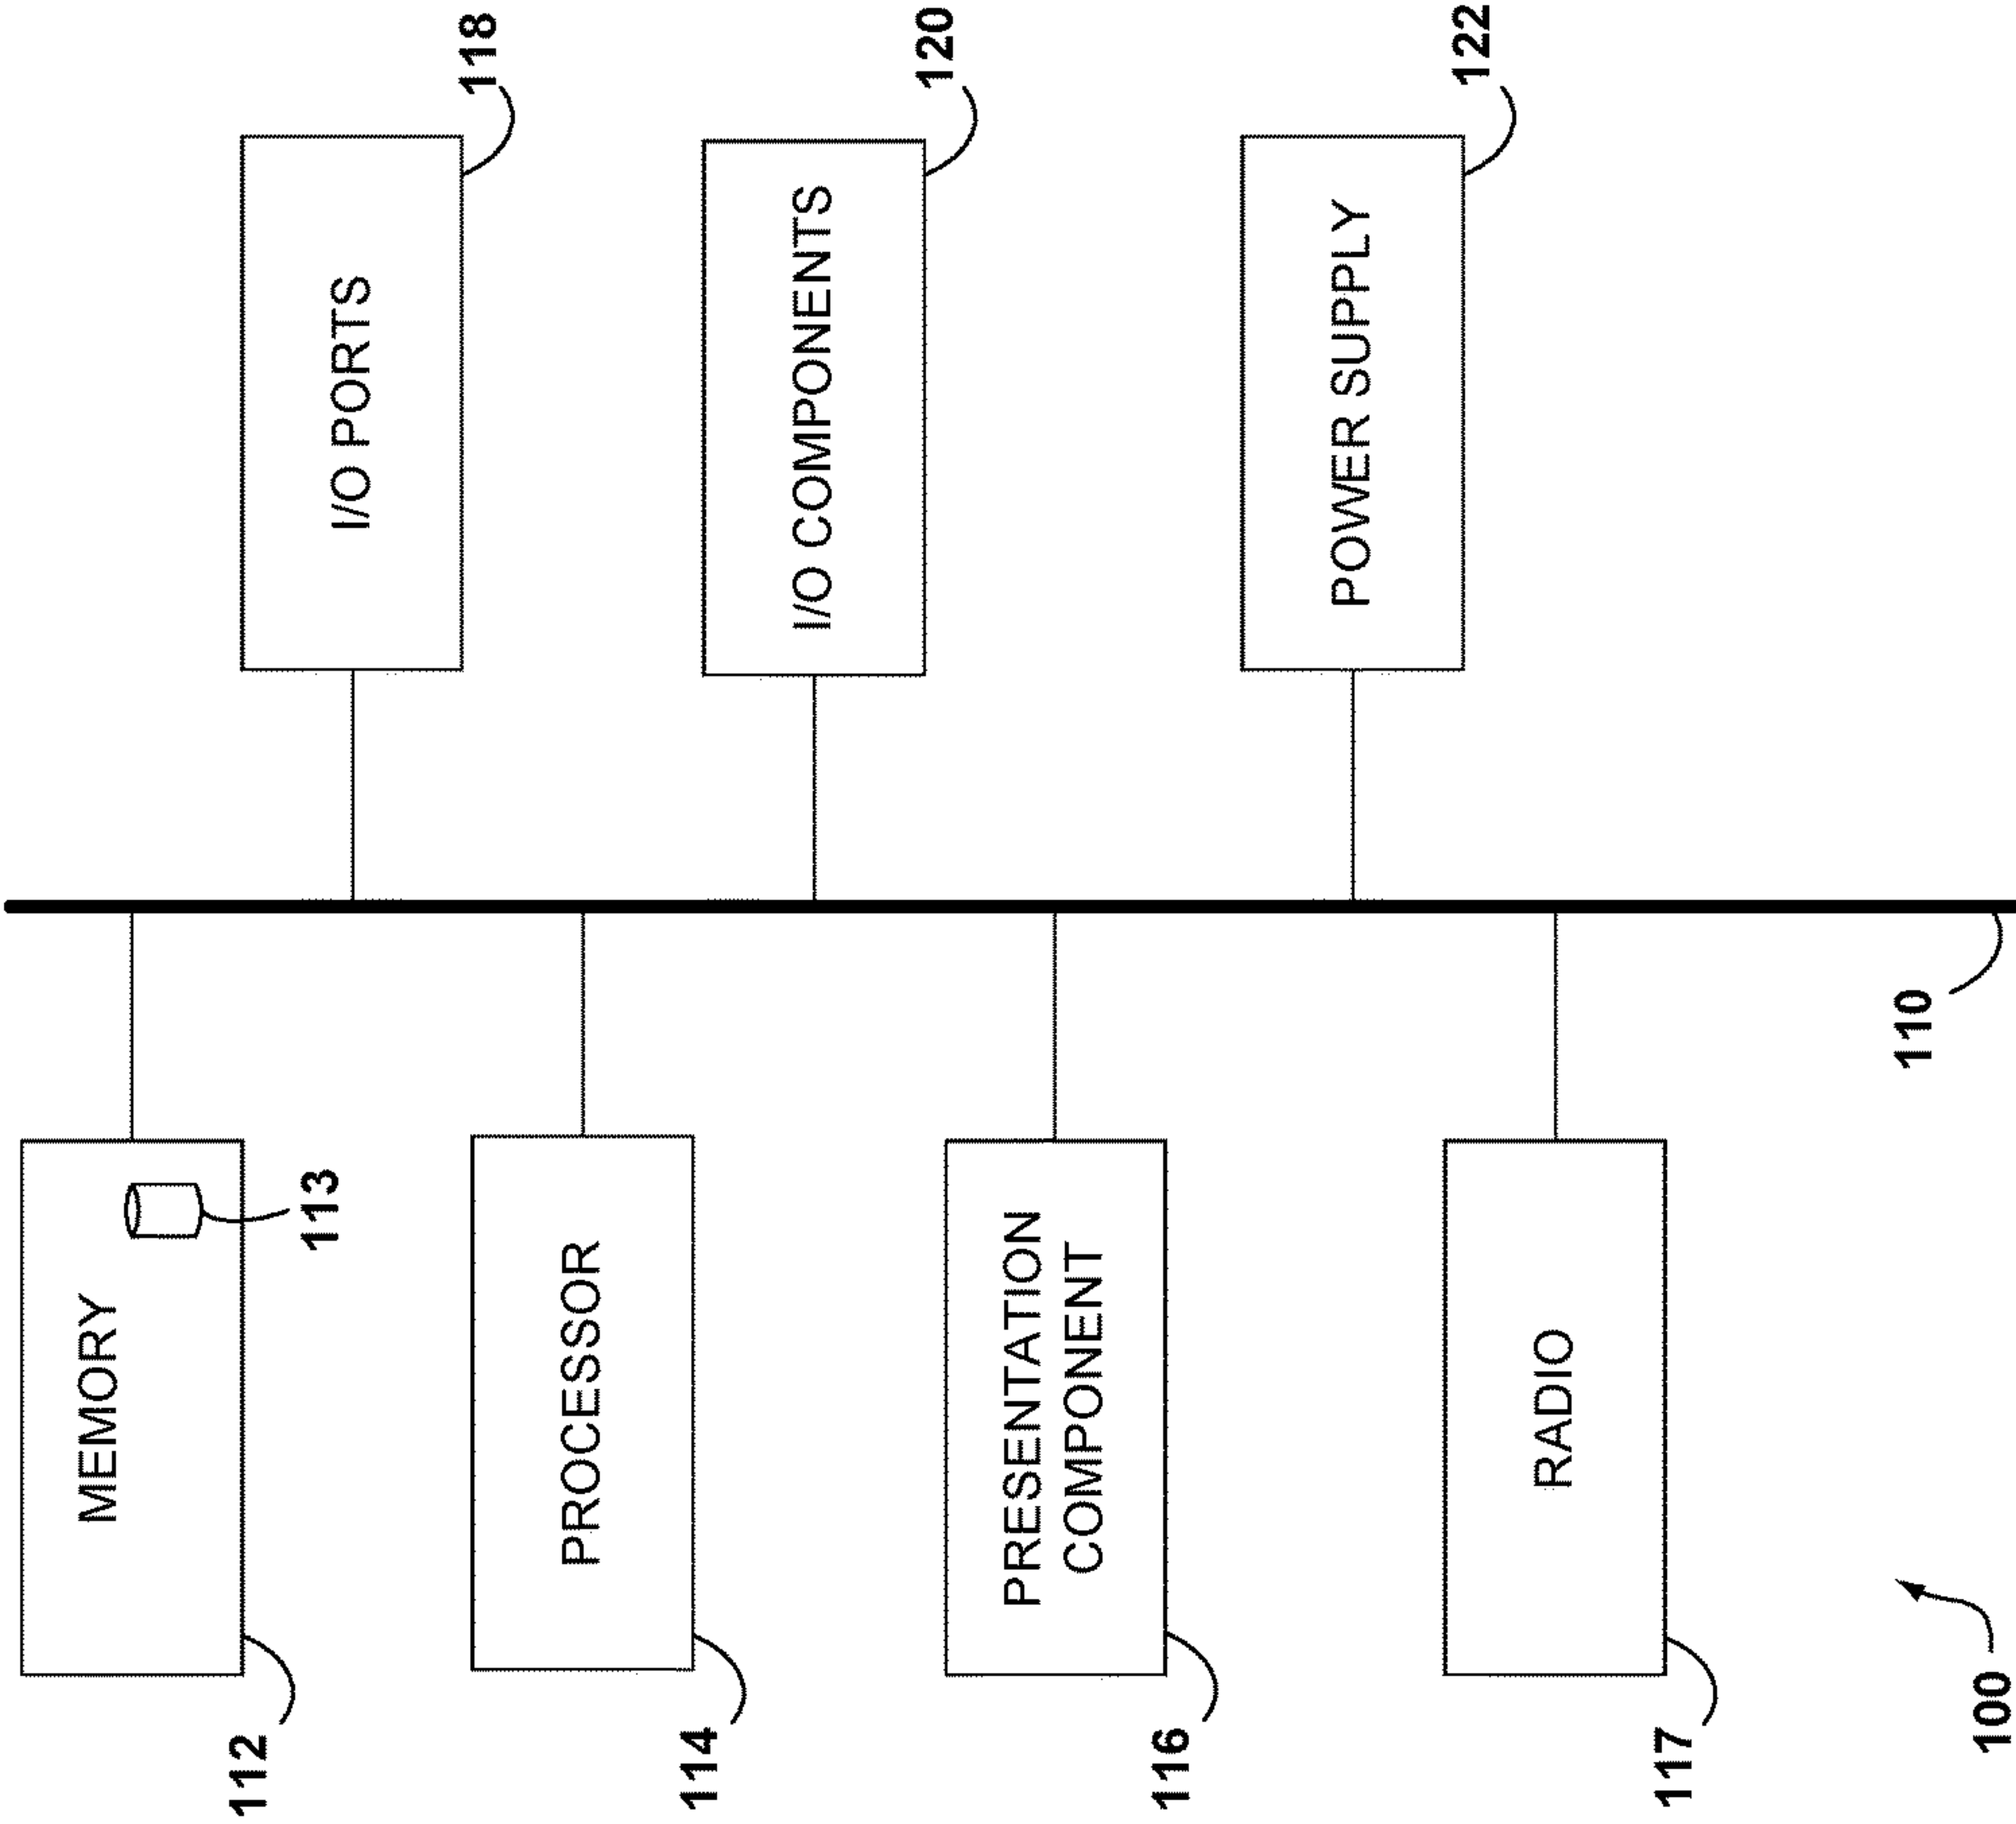 MEMORY
113
112
PROCESSOR
114
PRESENTATION
COMPONENT
116
RADIO
117
I/O PORTS
118
I/O COMPONENTS
120
POWER SUPPLY
122
110
100